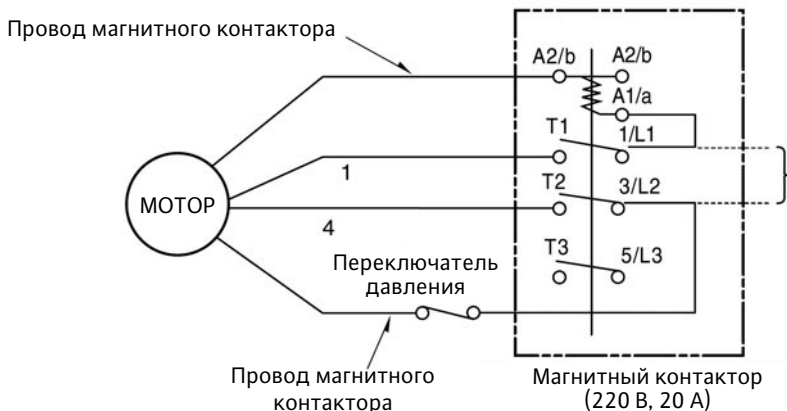 Провод магнитного контактора
A2/b A2/b
A1/a
T1 1/L1
1
T2 3/L2
МОТОР
4
T3 5/L3
Переключатель
давления
Провод магнитного
контактора
Магнитный контактор
(220 В, 20 А)